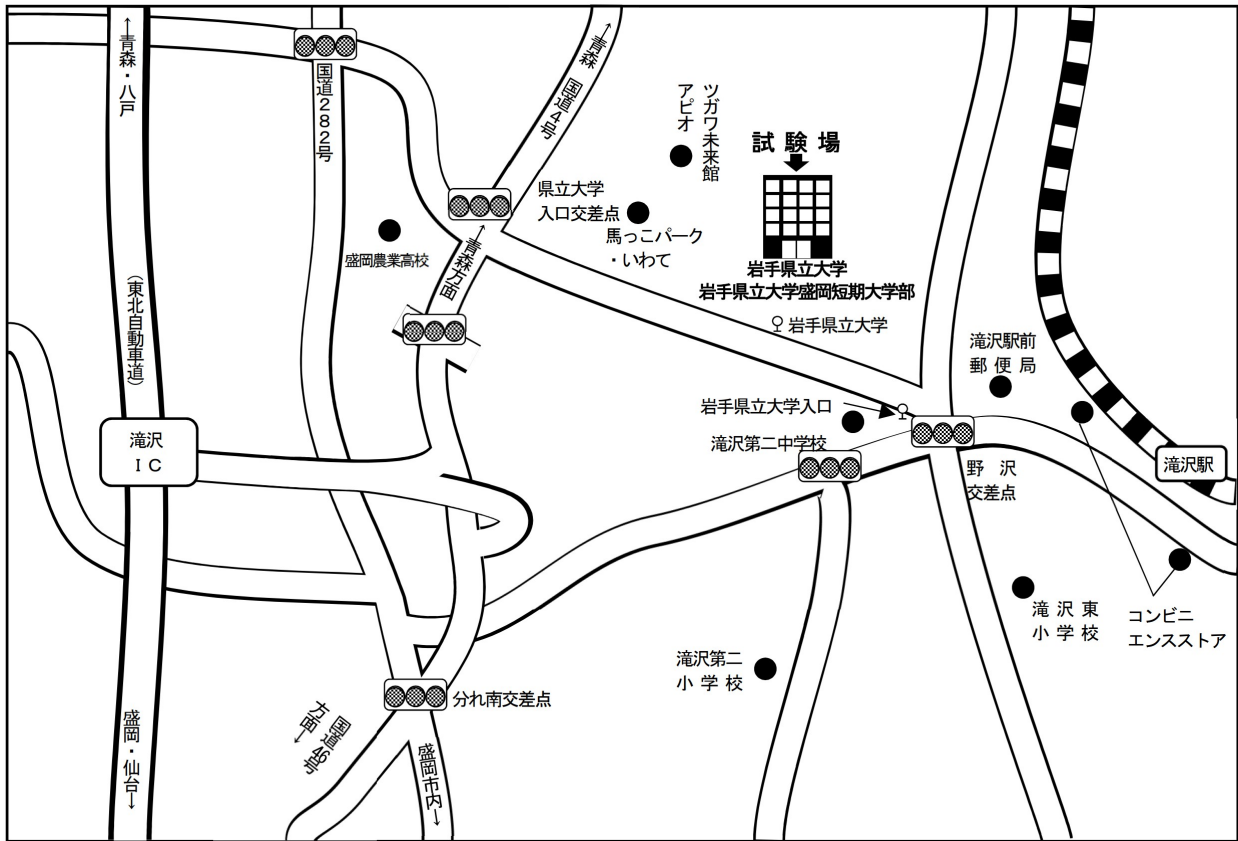 ←青森・八戸
国道282号
←青森 国道4号
ツガワ未来館
アピオ
試験場
県立大学
入口交差点
馬っこパーク
・いわて
盛岡農業高校
←青森方面
岩手県立大学
岩手県立大学盛岡短期大学部
岩手県立大学
(東北自動車道)
滝沢駅前
郵便局
岩手県立大学入口
滝沢第二中学校
滝沢
IC
野沢
交差点
滝沢駅
滝沢東
小学校
コンビニ
エンスストア
滝沢第二
小学校
分れ南交差点
国道46号
方面→
盛岡・仙台→
盛岡市内→